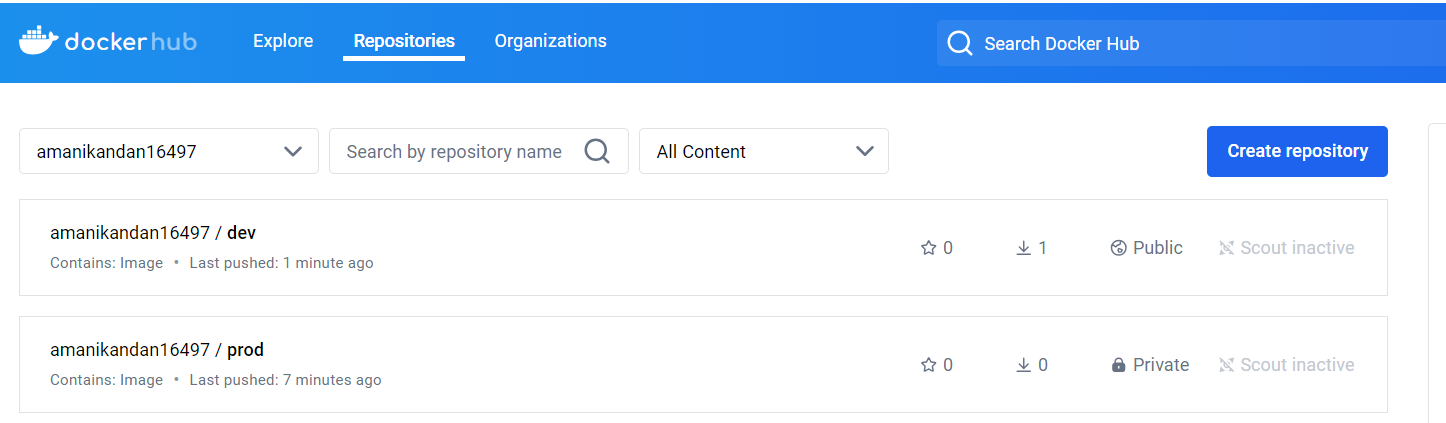 dockerhub Explore Repositories Organizations Search Docker Hub
amanikandan16497 Search by repository name All Content Create repository
amanikandan16497 / dev
Contains: Image • Last pushed: 1 minute ago
0 1 Public Scout inactive
amanikandan16497 / prod
Contains: Image • Last pushed: 7 minutes ago
0 0 Private Scout inactive